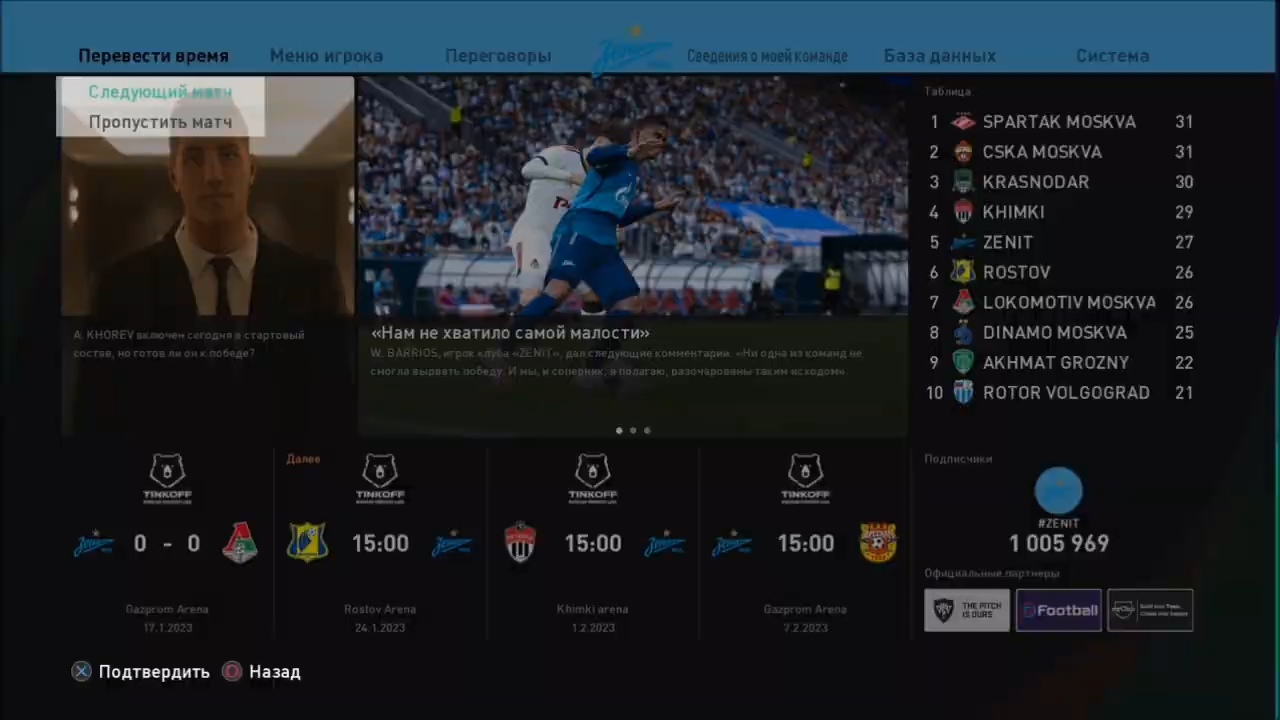 Перевести время
Меню игрока
Переговоры
Сведения о моей команде
База данных
Система
Следующий матч
Пропустить матч
A. KHOREV включен сегодня в стартовый
состав, но готов ли он к победе?
«Нам не хватило самой малости»
W. BARRIOS, игрок клуба «ZENIT», дал следующие комментарии. «Ни одна из команд не
смогла вырвать победу. И мы, и соперник, я полагаю, разочарованы таким исходом»
Таблица
1 SPARTAK MOSKVA 31
2 CSKA MOSKVA 31
3 KRASNODAR 30
4 KHIMKI 29
5 ZENIT 27
6 ROSTOV 26
7 LOKOMOTIV MOSKVA 26
8 DINAMO MOSKVA 25
9 AKHMAT GROZNY 22
10 ROTOR VOLGOGRAD 21
TINKOFF
0 - 0
Gazprom Arena
17.1.2023
Далее
TINKOFF
15:00
Rostov Arena
24.1.2023
TINKOFF
15:00
Khimki arena
1.2.2023
TINKOFF
15:00
Gazprom Arena
7.2.2023
Подписчики
#ZENIT
1 005 969
Официальные партнеры
THE PITCH
IS OURS
eFootball
Подтвердить
Назад